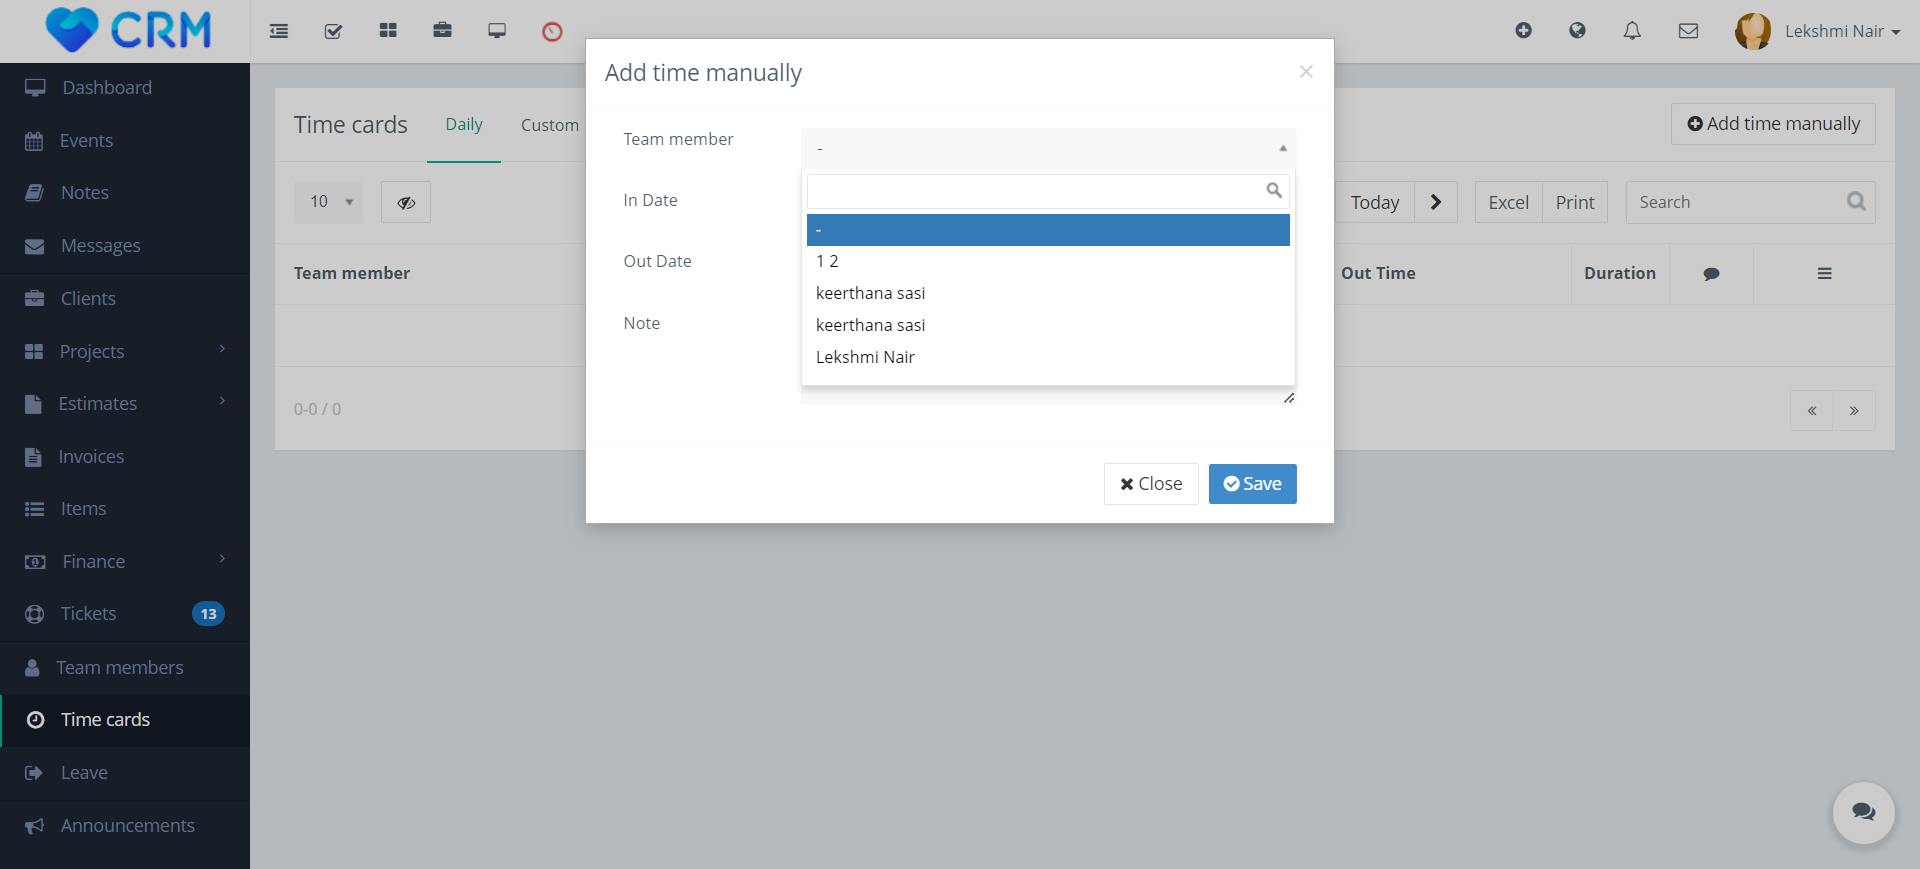 CRM
Lekshmi Nair
Dashboard
Events
Notes
Messages
Clients
Projects
Estimates
Invoices
Items
Finance
Tickets 13
Team members
Time cards
Leave
Announcements
Time cards Daily Custom
Add time manually
10
Today Excel Print Search
Team member Out Time Duration
0-0 / 0
« »
Add time manually
×
Team member -
-
1 2
keerthana sasi
keerthana sasi
Lekshmi Nair
In Date
Out Date
Note
Close Save